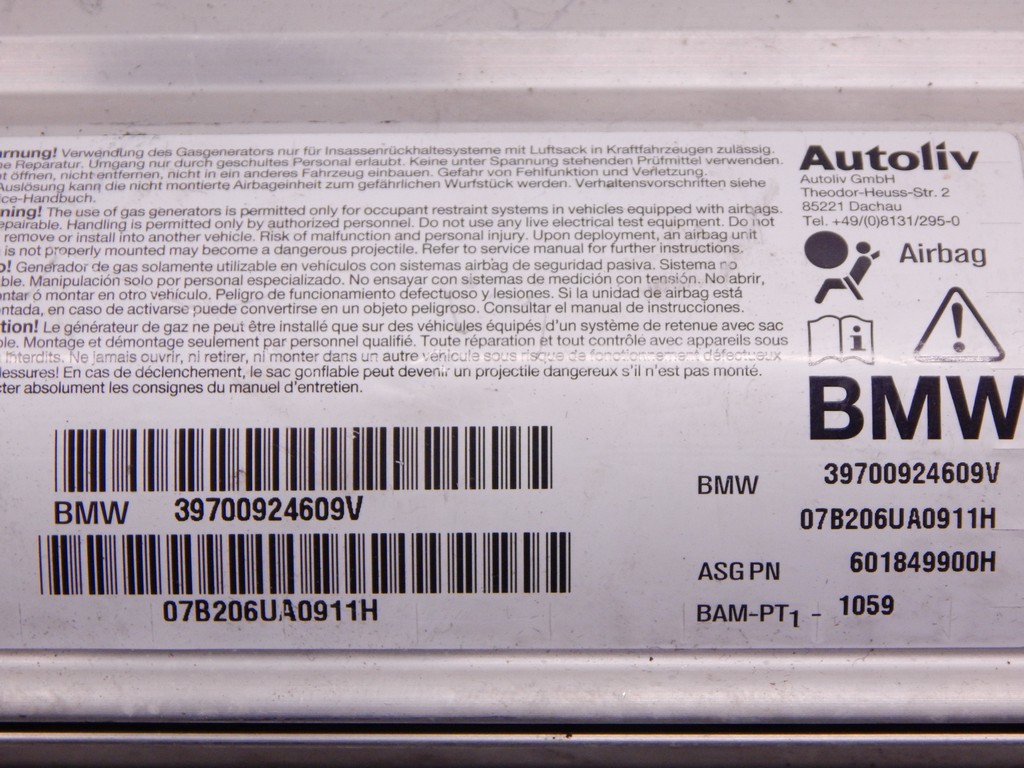 rnung! Verwendung des Gasgenerators nur für Insassenrückhaltesysteme mit Luftsack in Kraftfahrzeugen zulässig.
ne Reparatur. Umgang nur durch geschultes Personal erlaubt. Keine unter Spannung stehenden Prüfmittel verwenden.
öffnen, nicht entfernen, nicht in ein anderes Fahrzeug einbauen. Gefahr von Fehlfunktion und Verletzung.
Auslösung kann die nicht montierte Airbageinheit zum gefährlichen Wurfstück werden. Verhaltensvorschriften siehe
ice-Handbuch.
ning! The use of gas generators is permitted only for occupant restraint systems in vehicles equipped with airbags.
epairable. Handling is permitted only by authorized personnel. Do not use any live electrical test equipment. Do not
remove or install into another vehicle. Risk of malfunction and personal injury. Upon deployment, an airbag unit
is not properly mounted may become a dangerous projectile. Refer to service manual for further instructions.
o! Generador de gas solamente utilizable en vehículos con sistemas airbag de seguridad pasiva. Sistema no
ble. Manipulación solo por personal especializado. No ensayar con sistemas de medición con tensión. No abrir,
ntar ó montar en otro vehículo. Peligro de funcionamiento defectuoso y lesiones. Si la unidad de airbag está
ntada, en caso de activarse puede convertirse en un objeto peligroso. Consultar el manual de instrucciones.
tion! Le générateur de gaz ne peut être installé que sur des véhicules équipés d'un système de retenue avec sac
ble. Montage et démontage seulement par personnel qualifié. Toute réparation et tout contrôle avec appareils sous
interdits. Ne jamais ouvrir, ni retirer, ni monter dans un autre véhicule sous risque de fonctionnement défectueux
lessures! En cas de déclenchement, le sac gonflable peut devenir un projectile dangereux s'il n'est pas monté.
cter absolument les consignes du manuel d'entretien.
Autoliv
Autoliv GmbH
Theodor-Heuss-Str. 2
85221 Dachau
Tel. +49/(0)8131/295-0
Airbag
BMW
BMW 39700924609V
07B206UA0911H
BMW 39700924609V
07B206UA0911H
ASG PN 601849900H
BAM-PT1 - 1059